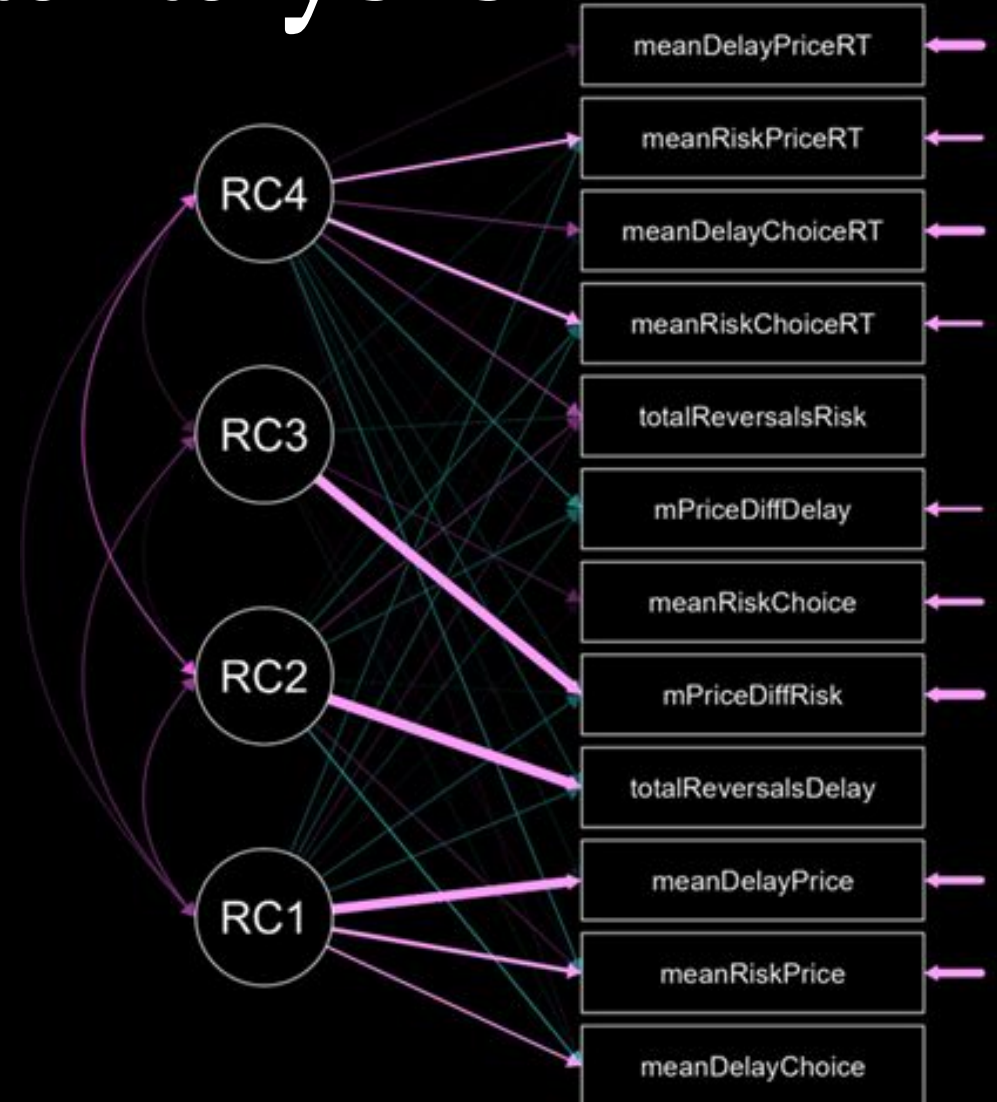 meanDelayPriceRT
meanRiskPriceRT
RC4
meanDelayChoiceRT
meanRiskChoiceRT
totalReversalsRisk
RC3
mPriceDiffDelay
meanRiskChoice
RC2
mPriceDiffRisk
totalReversalsDelay
meanDelayPrice
RC1
meanRiskPrice
meanDelayChoice